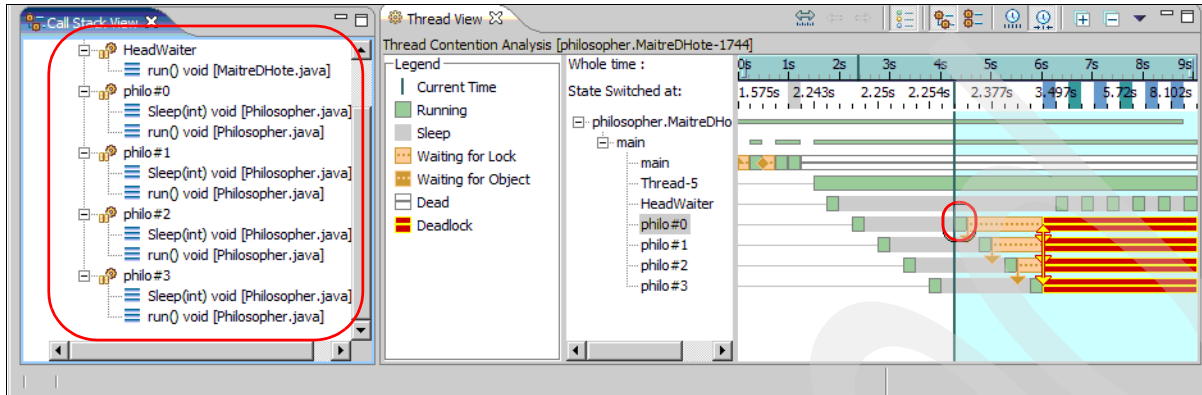 Call Stack View
HeadWaiter
run() void [MaitreDHote.java]
philo#0
Sleep(int) void [Philosopher.java]
run() void [Philosopher.java]
philo#1
Sleep(int) void [Philosopher.java]
run() void [Philosopher.java]
philo#2
Sleep(int) void [Philosopher.java]
run() void [Philosopher.java]
philo#3
Sleep(int) void [Philosopher.java]
run() void [Philosopher.java]
Thread View
Thread Contention Analysis [philosopher.MaitreDHote-1744]
Legend
Current Time
Running
Sleep
Waiting for Lock
Waiting for Object
Dead
Deadlock
Whole time :
0s 1s 2s 3s 4s 5s 6s 7s 8s 9s
State Switched at:
1.575s 2.243s 2.25s 2.254s 2.377s 3.497s 5.72s 8.102s
philosopher.MaitreDHo
main
main
Thread-5
HeadWaiter
philo#0
philo#1
philo#2
philo#3